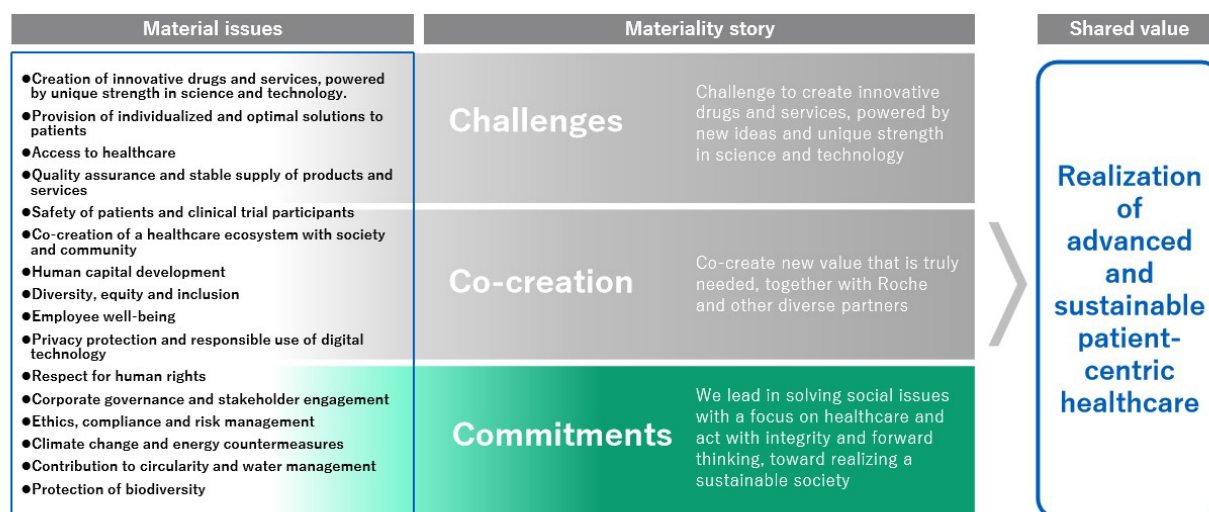 Material issues
Materiality story
Shared value
●Creation of innovative drugs and services, powered
by unique strength in science and technology.
●Provision of individualized and optimal solutions to
patients
●Access to healthcare
●Quality assurance and stable supply of products and
services
●Safety of patients and clinical trial participants
●Co-creation of a healthcare ecosystem with society
and community
●Human capital development
●Diversity, equity and inclusion
●Employee well-being
●Privacy protection and responsible use of digital
technology
●Respect for human rights
●Corporate governance and stakeholder engagement
●Ethics, compliance and risk management
●Climate change and energy countermeasures
●Contribution to circularity and water management
●Protection of biodiversity
Challenges
Challenge to create innovative
drugs and services, powered by
new ideas and unique strength
in science and technology
Co-creation
Co-create new value that is truly
needed, together with Roche
and other diverse partners
Commitments
We lead in solving social issues
with a focus on healthcare and
act with integrity and forward
thinking, toward realizing a
sustainable society
Realization
of
advanced
and
sustainable
patient-
centric
healthcare